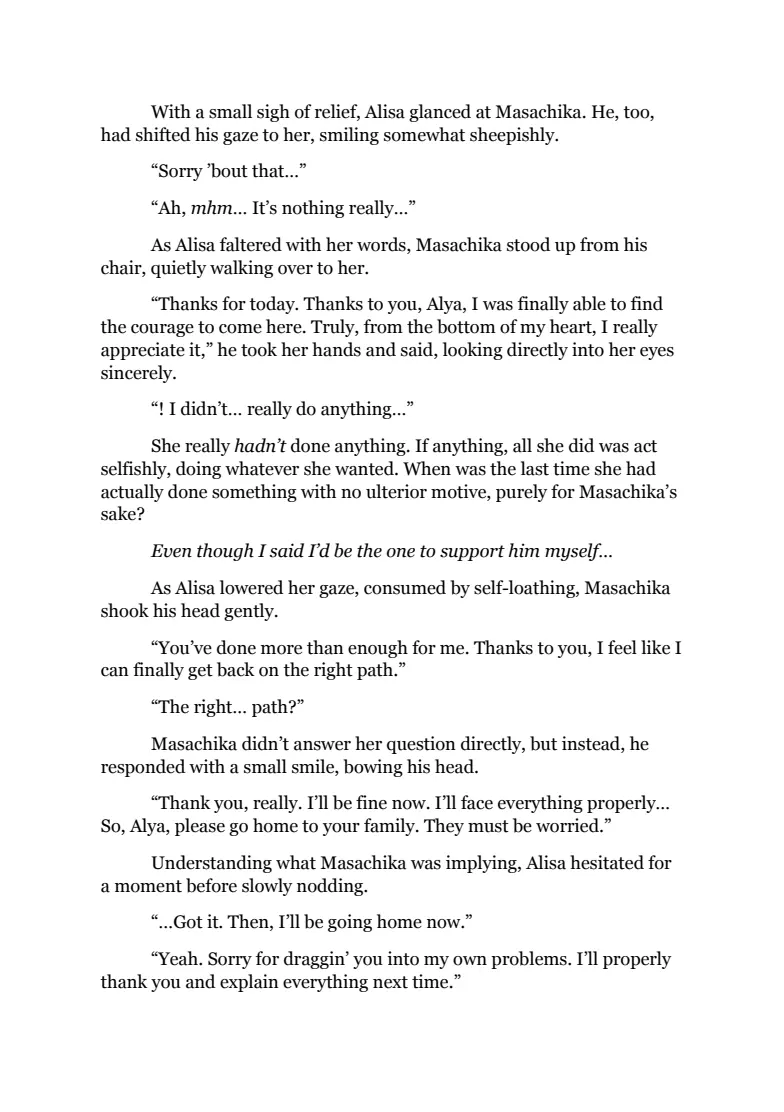 With a small sigh of relief, Alisa glanced at Masachika. He, too,
had shifted his gaze to her, smiling somewhat sheepishly.
“Sorry ’bout that…”
“Ah, mhm… It’s nothing really…”
As Alisa faltered with her words, Masachika stood up from his
chair, quietly walking over to her.
“Thanks for today. Thanks to you, Alya, I was finally able to find
the courage to come here. Truly, from the bottom of my heart, I really
appreciate it,” he took her hands and said, looking directly into her eyes
sincerely.
“! I didn’t… really do anything…”
She really hadn’t done anything. If anything, all she did was act
selfishly, doing whatever she wanted. When was the last time she had
actually done something with no ulterior motive, purely for Masachika’s
sake?
Even though I said I’d be the one to support him myself…
As Alisa lowered her gaze, consumed by self-loathing, Masachika
shook his head gently.
“You’ve done more than enough for me. Thanks to you, I feel like I
can finally get back on the right path.”
“The right… path?”
Masachika didn’t answer her question directly, but instead, he
responded with a small smile, bowing his head.
“Thank you, really. I’ll be fine now. I’ll face everything properly…
So, Alya, please go home to your family. They must be worried.”
Understanding what Masachika was implying, Alisa hesitated for
a moment before slowly nodding.
“…Got it. Then, I’ll be going home now.”
“Yeah. Sorry for draggin’ you into my own problems. I’ll properly
thank you and explain everything next time.”